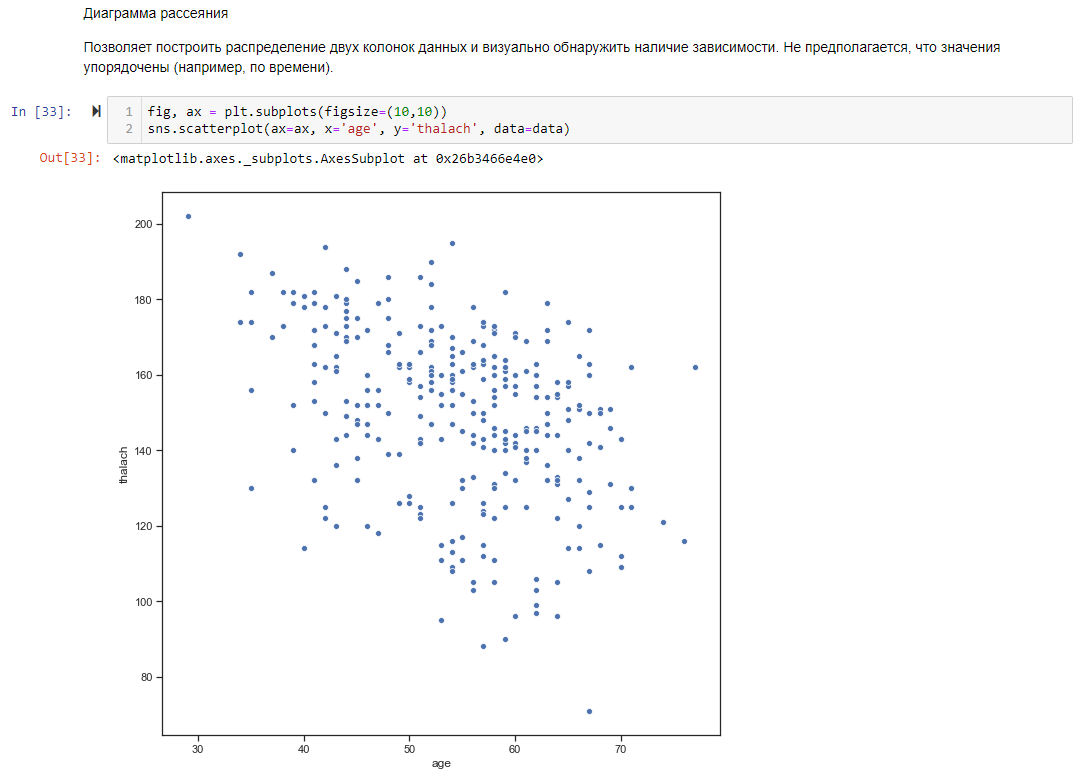 Диаграмма рассеяния
Позволяет построить распределение двух колонок данных и визуально обнаружить наличие зависимости. Не предполагается, что значения
упорядочены (например, по времени).
In [33]:
1 fig, ax = plt.subplots(figsize=(10,10))
2 sns.scatterplot(ax=ax, x='age', y='thalach', data=data)
Out[33]: <matplotlib.axes._subplots.AxesSubplot at 0x26b3466e4e0>
200
180
160
140
thalach
120
100
80
30 40 50 60 70
age